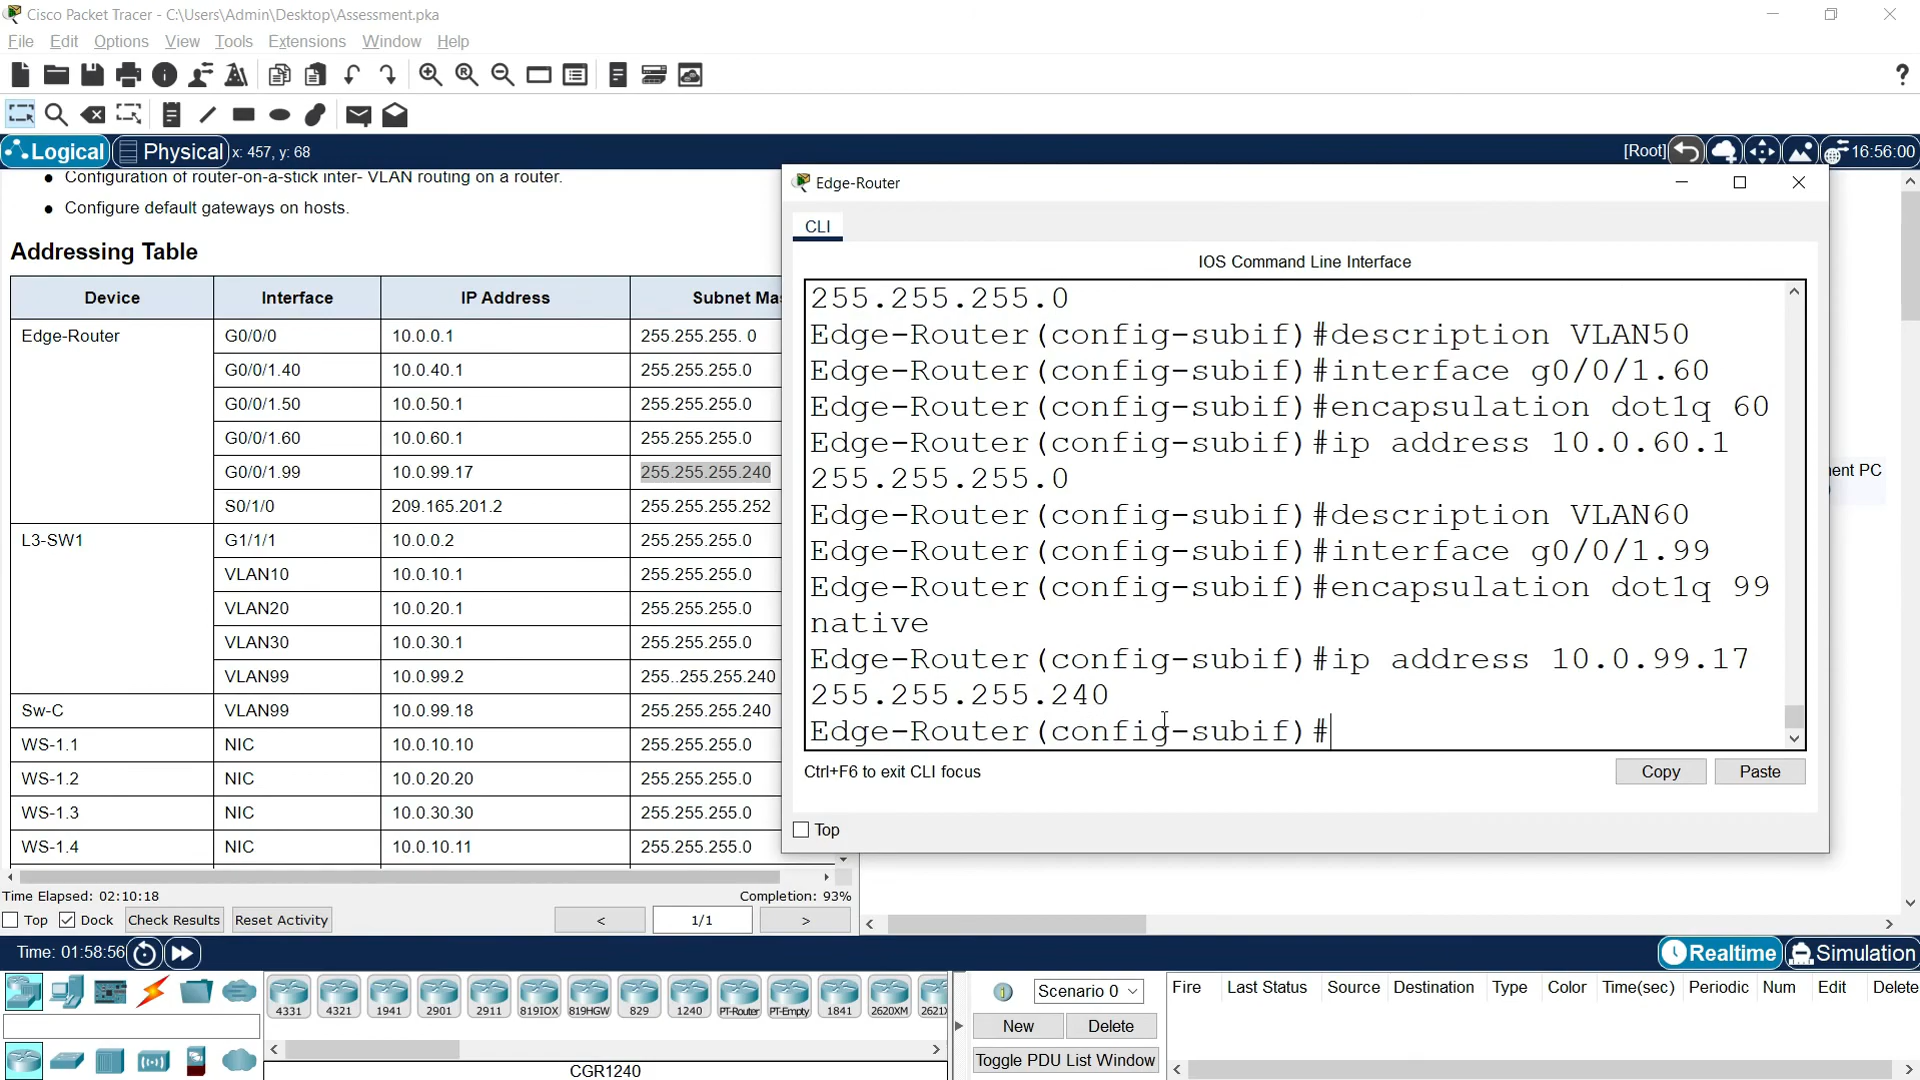 Cisco Packet Tracer - C:\Users\Admin\Desktop\Assessment.pka
File Edit Options View Tools Extensions Window Help
?
Logical Physical x: 457, y: 68
[Root] 16:56:00
● Configuration of router-on-a-stick inter- VLAN routing on a router.
● Configure default gateways on hosts.
Addressing Table
Device Interface IP Address Subnet Mas
Edge-Router G0/0/0 10.0.0.1 255.255.255. 0
G0/0/1.40 10.0.40.1 255.255.255.0
G0/0/1.50 10.0.50.1 255.255.255.0
G0/0/1.60 10.0.60.1 255.255.255.0
G0/0/1.99 10.0.99.17 255.255.255.240
S0/1/0 209.165.201.2 255.255.255.252
L3-SW1 G1/1/1 10.0.0.2 255.255.255.0
VLAN10 10.0.10.1 255.255.255.0
VLAN20 10.0.20.1 255.255.255.0
VLAN30 10.0.30.1 255.255.255.0
VLAN99 10.0.99.2 255..255.255.240
Sw-C VLAN99 10.0.99.18 255.255.255.240
WS-1.1 NIC 10.0.10.10 255.255.255.0
WS-1.2 NIC 10.0.20.20 255.255.255.0
WS-1.3 NIC 10.0.30.30 255.255.255.0
WS-1.4 NIC 10.0.10.11 255.255.255.0
Time Elapsed: 02:10:18 Completion: 93%
Top Dock Check Results Reset Activity < 1/1 >
Edge-Router
CLI
IOS Command Line Interface
255.255.255.0
Edge-Router(config-subif)#description VLAN50
Edge-Router(config-subif)#interface g0/0/1.60
Edge-Router(config-subif)#encapsulation dot1q 60
Edge-Router(config-subif)#ip address 10.0.60.1
255.255.255.0
Edge-Router(config-subif)#description VLAN60
Edge-Router(config-subif)#interface g0/0/1.99
Edge-Router(config-subif)#encapsulation dot1q 99
native
Edge-Router(config-subif)#ip address 10.0.99.17
255.255.255.240
Edge-Router(config-subif)#
Ctrl+F6 to exit CLI focus Copy Paste
Top
PC
Time: 01:58:56 Realtime Simulation
4331 4321 1941 2901 2911 819IOX 819HGW 829 1240 PT-Router PT-Empty 1841 2620XM
CGR1240
Scenario 0
New Delete
Toggle PDU List Window
Fire Last Status Source Destination Type Color Time(sec) Periodic Num Edit Delete